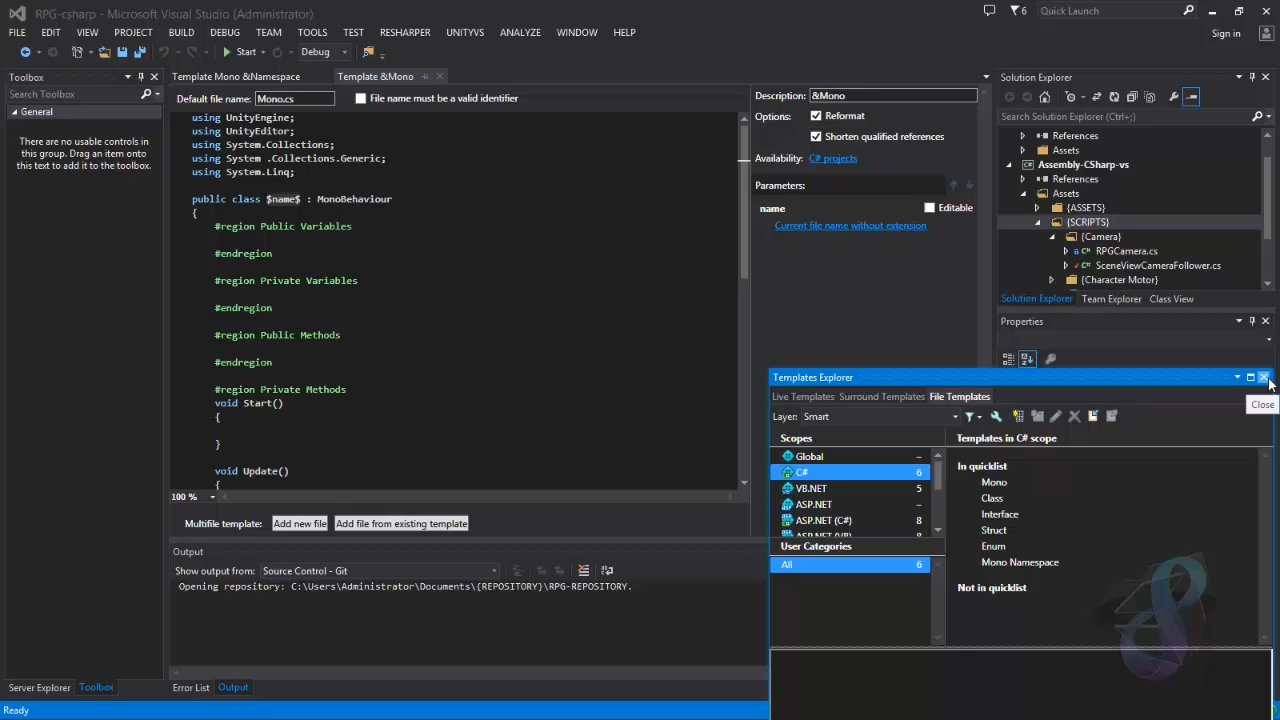 RPG-csharp - Microsoft Visual Studio (Administrator)
6
Quick Launch
FILE EDIT VIEW PROJECT BUILD DEBUG TEAM TOOLS TEST RESHARPER UNITYVS ANALYZE WINDOW HELP
Sign in
Start
Debug
Toolbox
Search Toolbox
General
There are no usable controls in
this group. Drag an item onto
this text to add it to the toolbox.
Server Explorer Toolbox
Template Mono &Namespace
Template &Mono
Default file name: Mono.cs
File name must be a valid identifier
using UnityEngine;
using UnityEditor;
using System.Collections;
using System .Collections.Generic;
using System.Linq;
public class $name$ : MonoBehaviour
{
#region Public Variables
#endregion
#region Private Variables
#endregion
#region Public Methods
#endregion
#region Private Methods
void Start()
{
}
void Update()
{
100 %
Multifile template: Add new file Add file from existing template
Description: &Mono
Options: Reformat
Shorten qualified references
Availability: C# projects
Parameters:
name
Editable
Current file name without extension
Output
Show output from: Source Control - Git
Opening repository: C:\Users\Administrator\Documents\{REPOSITORY}\RPG-REPOSITORY.
Error List Output
Solution Explorer
Search Solution Explorer (Ctrl+;)
References
Assets
Assembly-CSharp-vs
References
Assets
{ASSETS}
{SCRIPTS}
{Camera}
RPGCamera.cs
SceneViewCameraFollower.cs
{Character Motor}
Solution Explorer Team Explorer Class View
Properties
Templates Explorer
Close
Live Templates Surround Templates File Templates
Layer: Smart
Scopes
Global –
C# 6
VB.NET 5
ASP.NET –
ASP.NET (C#) 8
ASP.NET (VB) 8
User Categories
All 6
Templates in C# scope
In quicklist
Mono
Class
Interface
Struct
Enum
Mono Namespace
Not in quicklist
Ready